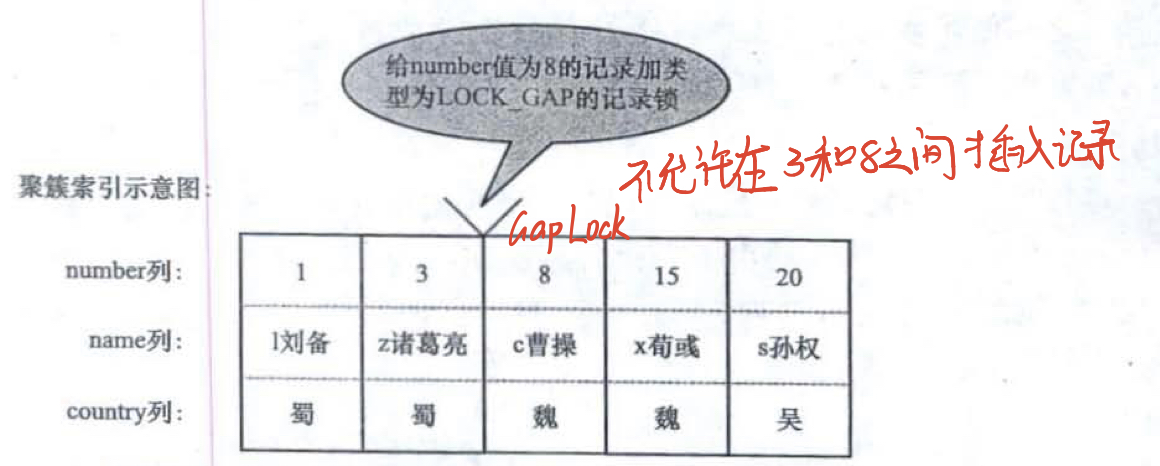 给number值为8的记录加类
型为LOCK_GAP的记录锁
不允许在3和8之间插入记录
聚簇索引示意图:
Gap Lock
number列: 1 3 8 15 20
name列: l刘备 z诸葛亮 c曹操 x荀彧 s孙权
country列: 蜀 蜀 魏 魏 吴